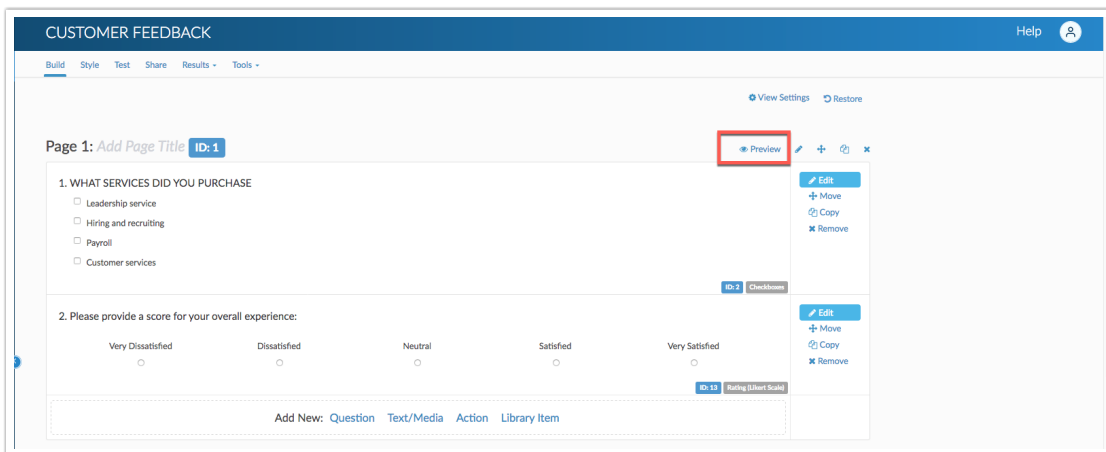 CUSTOMER FEEDBACK Help
Build Style Test Share Results Tools
View Settings Restore
Page 1: Add Page Title ID: 1 Preview
1. WHAT SERVICES DID YOU PURCHASE Edit
Leadership service Move
Hiring and recruiting Copy
Payroll Remove
Customer services
ID: 2 Checkboxes
2. Please provide a score for your overall experience: Edit
Move
Very Dissatisfied Dissatisfied Neutral Satisfied Very Satisfied Copy
Remove
ID: 13 Rating (Likert Scale)
Add New: Question Text/Media Action Library Item